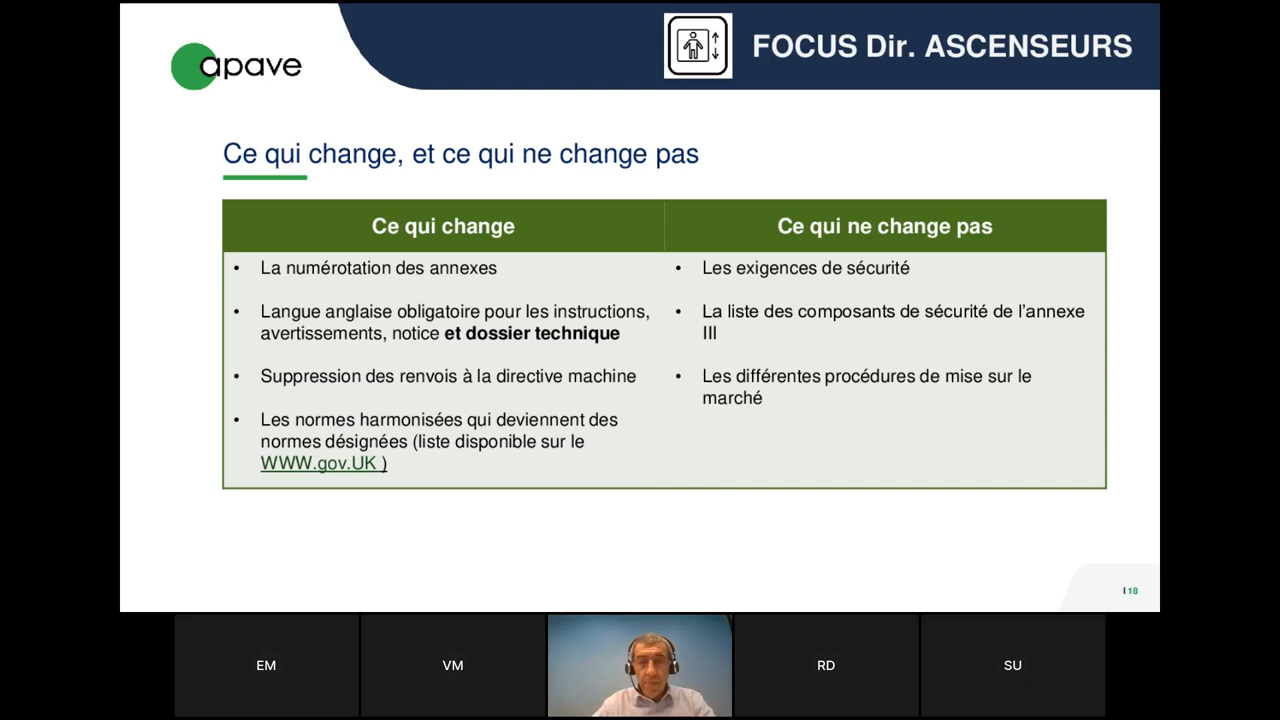 apave
FOCUS Dir. ASCENSEURS
Ce qui change, et ce qui ne change pas
Ce qui change
• La numérotation des annexes
• Langue anglaise obligatoire pour les instructions,
avertissements, notice et dossier technique
• Suppression des renvois à la directive machine
• Les normes harmonisées qui deviennent des
normes désignées (liste disponible sur le
WWW.gov.UK )
Ce qui ne change pas
• Les exigences de sécurité
• La liste des composants de sécurité de l'annexe
III
• Les différentes procédures de mise sur le
marché
I 18
EM
VM
RD
SU